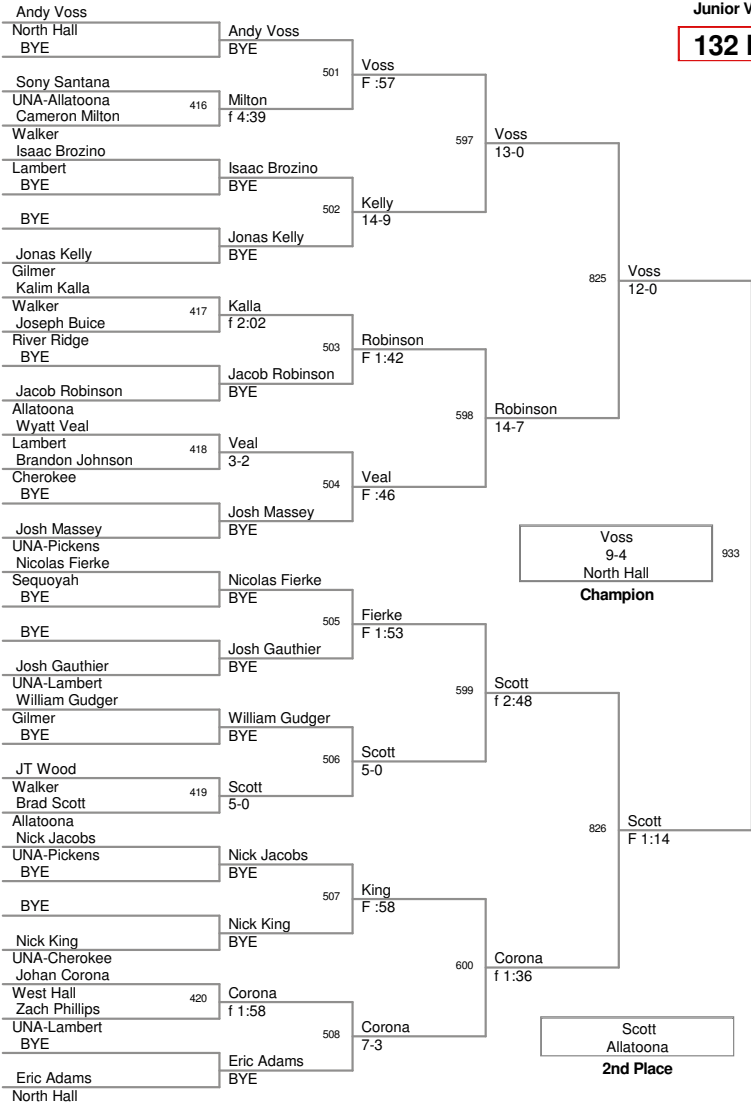 Junior V
132
Andy Voss
North Hall
BYE
Sony Santana
UNA-Allatoona
Cameron Milton
Walker
Isaac Brozino
Lambert
BYE
BYE
Jonas Kelly
Gilmer
Kalim Kalla
Walker
Joseph Buice
River Ridge
BYE
Jacob Robinson
Allatoona
Wyatt Veal
Lambert
Brandon Johnson
Cherokee
BYE
Josh Massey
UNA-Pickens
Nicolas Fierke
Sequoyah
BYE
BYE
Josh Gauthier
UNA-Lambert
William Gudger
Gilmer
BYE
JT Wood
Walker
Brad Scott
Allatoona
Nick Jacobs
UNA-Pickens
BYE
BYE
Nick King
UNA-Cherokee
Johan Corona
West Hall
Zach Phillips
UNA-Lambert
BYE
Eric Adams
North Hall
416
417
418
419
420
Andy Voss
BYE
Milton
f 4:39
Isaac Brozino
BYE
Jonas Kelly
BYE
Kalla
f 2:02
Jacob Robinson
BYE
Veal
3-2
Josh Massey
BYE
Nicolas Fierke
BYE
Josh Gauthier
BYE
William Gudger
BYE
Scott
5-0
Nick Jacobs
BYE
Nick King
BYE
Corona
f 1:58
Eric Adams
BYE
501
502
503
504
505
506
507
508
Voss
F :57
Kelly
14-9
Robinson
F 1:42
Veal
F :46
Fierke
F 1:53
Scott
5-0
King
F :58
Corona
7-3
597
598
599
600
Voss
13-0
Robinson
14-7
Scott
f 2:48
Corona
f 1:36
825
826
Voss
12-0
Scott
F 1:14
Voss
9-4
North Hall
933
Champion
Scott
Allatoona
2nd Place